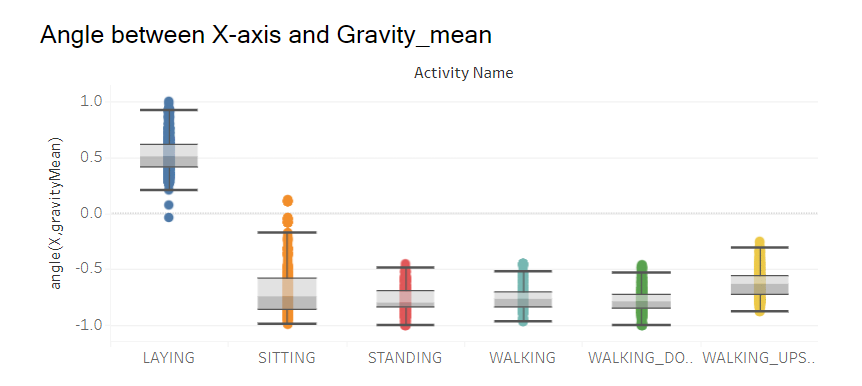 Angle between X-axis and Gravity_mean
Activity Name
angle(X,gravityMean)
1.0
0.5
0.0
-0.5
-1.0
LAYING
SITTING
STANDING
WALKING
WALKING_DO..
WALKING_UPS..